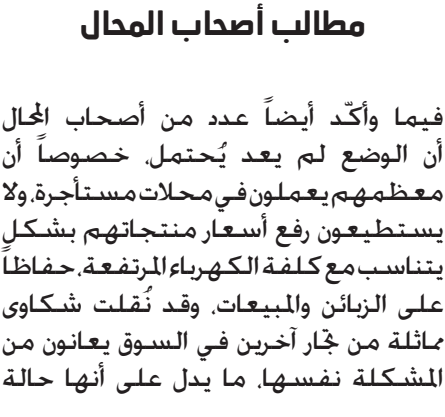 مطالب أصحاب المحال
فيما وأكّد أيضاً عدد من أصحاب المحال
أن الوضع لم يعد يُحتمل، خصوصاً أن
معظمهم يعملون في محلات مستأجرة، ولا
يستطيعون رفع أسعار منتجاتهم بشكلٍ
يتناسب مع كلفة الكهرباء المرتفعة، حفاظاً
على الزبائن والمبيعات، وقد نُقلت شكاوى
مماثلة من تجار آخرين في السوق يعانون من
المشكلة نفسها، ما يدل على أنها حالة